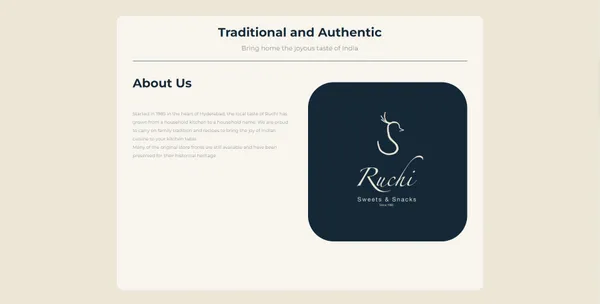 Traditional and Authentic
Bring home the joyous taste of India
About Us
Started in 1982 in the heart of Hyderabad, the local taste of Ruchi has
grown from a household kitchen to a household name. We are proud
to carry on family tradition and recipes to bring the joy of Indian
cuisine to your kitchen table.
Many of the original store fronts are still available and have been
preserved for their historical heritage.
Ruchi
Sweets & Snacks
Since 1982